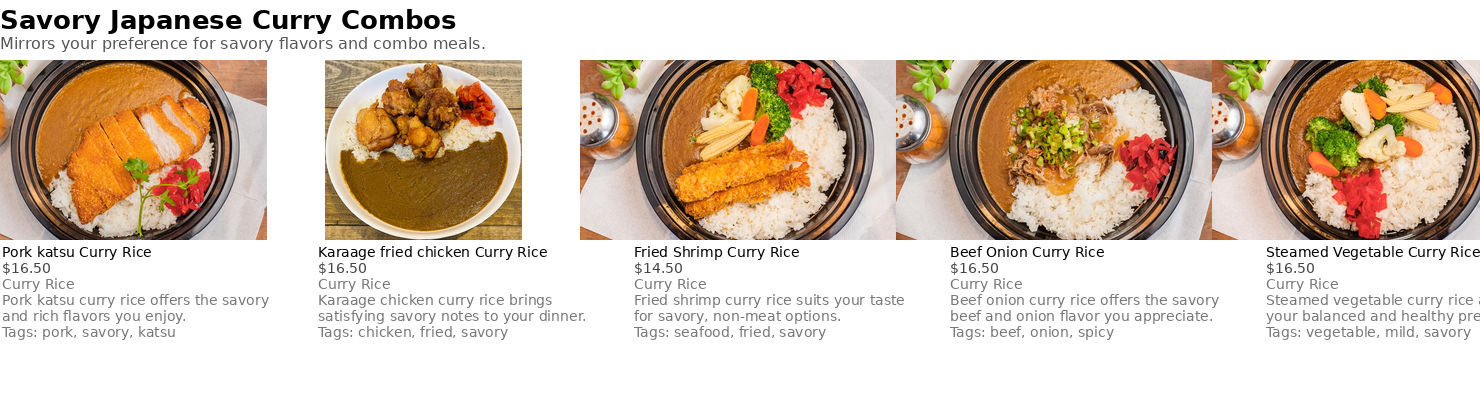 Savory Japanese Curry Combos
Mirrors your preference for savory flavors and combo meals.
Pork katsu Curry Rice
$16.50
Curry Rice
Pork katsu curry rice offers the savory
and rich flavors you enjoy.
Tags: pork, savory, katsu
Karaage fried chicken Curry Rice
$16.50
Curry Rice
Karaage chicken curry rice brings
satisfying savory notes to your dinner.
Tags: chicken, fried, savory
Fried Shrimp Curry Rice
$14.50
Curry Rice
Fried shrimp curry rice suits your taste
for savory, non-meat options.
Tags: seafood, fried, savory
Beef Onion Curry Rice
$16.50
Curry Rice
Beef onion curry rice offers the savory
beef and onion flavor you appreciate.
Tags: beef, onion, spicy
Steamed Vegetable Curry Rice
$16.50
Curry Rice
Steamed vegetable curry rice
your balanced and healthy
Tags: vegetable, mild, savory